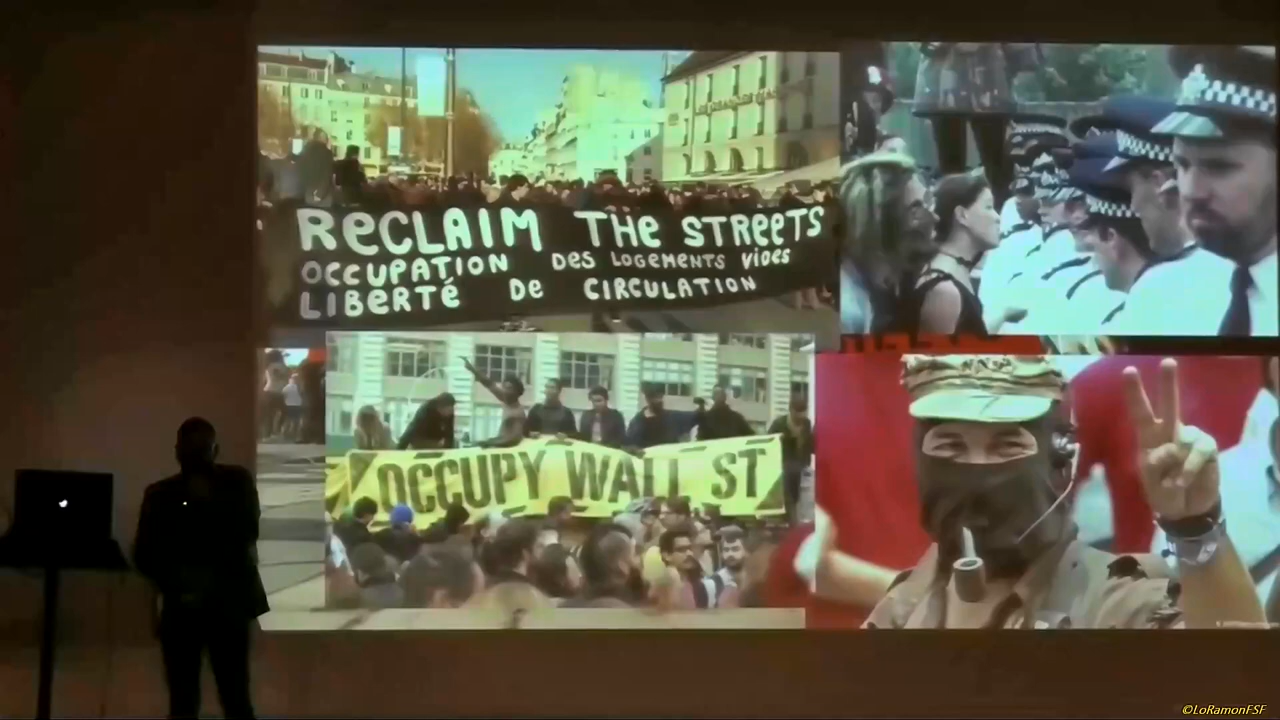 RECLAIM THE STREETS
OCCUPATION DES LOGEMENTS VIDES
LIBERTÉ DE CIRCULATION
OCCUPY WALL ST
©LoRamonFSF